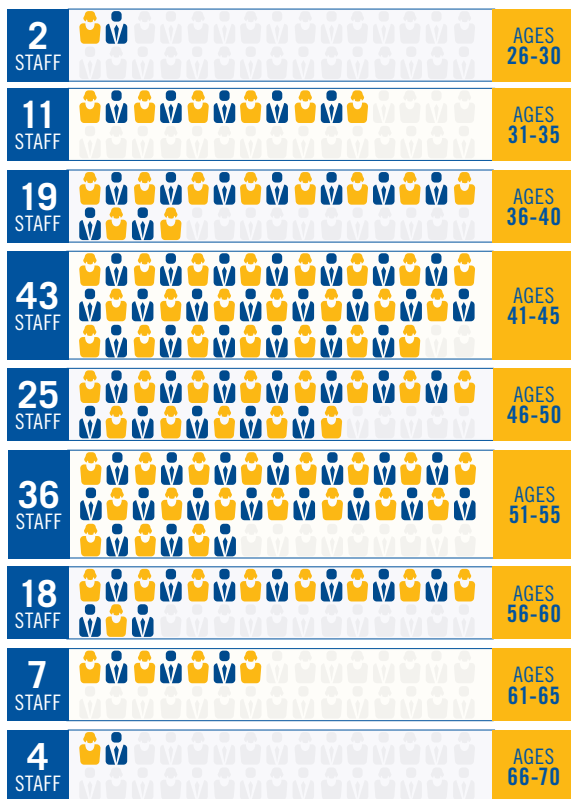 2
STAFF
AGES
26-30
11
STAFF
AGES
31-35
19
STAFF
AGES
36-40
43
STAFF
AGES
41-45
25
STAFF
AGES
46-50
36
STAFF
AGES
51-55
18
STAFF
AGES
56-60
7
STAFF
AGES
61-65
4
STAFF
AGES
66-70